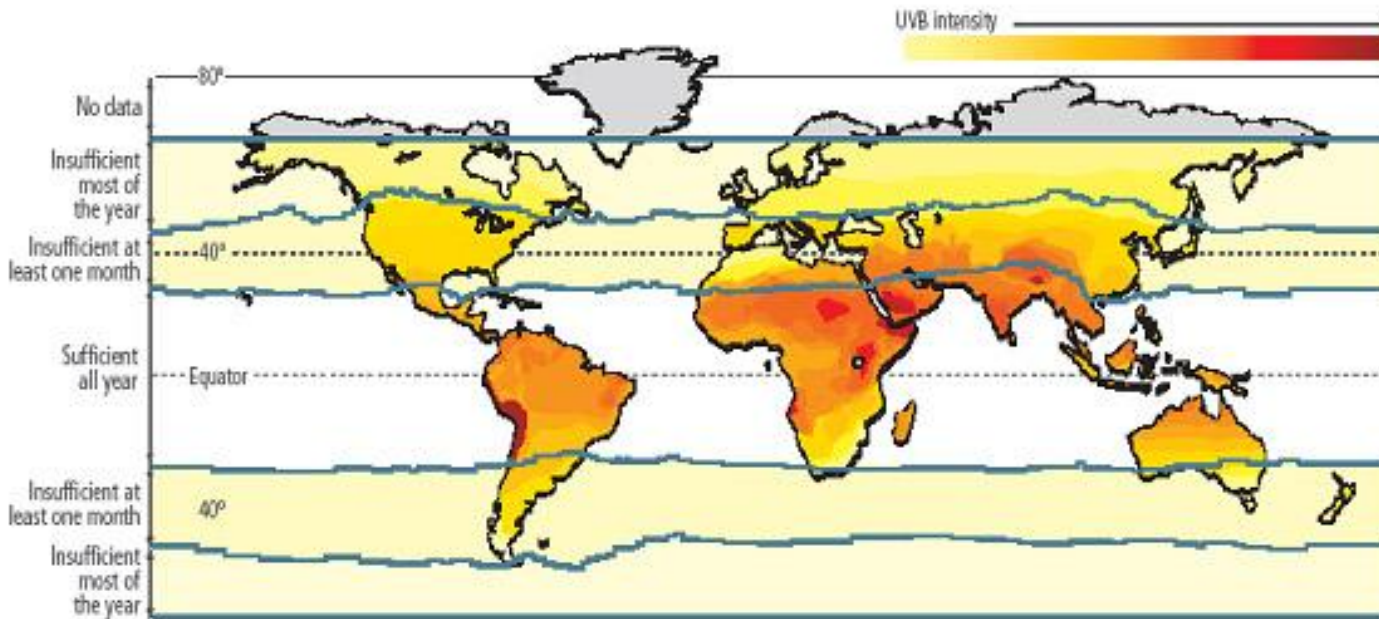 UVB intensity
80°
No data
Insufficient
most of
the year
Insufficient at
least one month
40°
Sufficient
all year
Equator
Insufficient at
least one month
40°
Insufficient
most of
the year